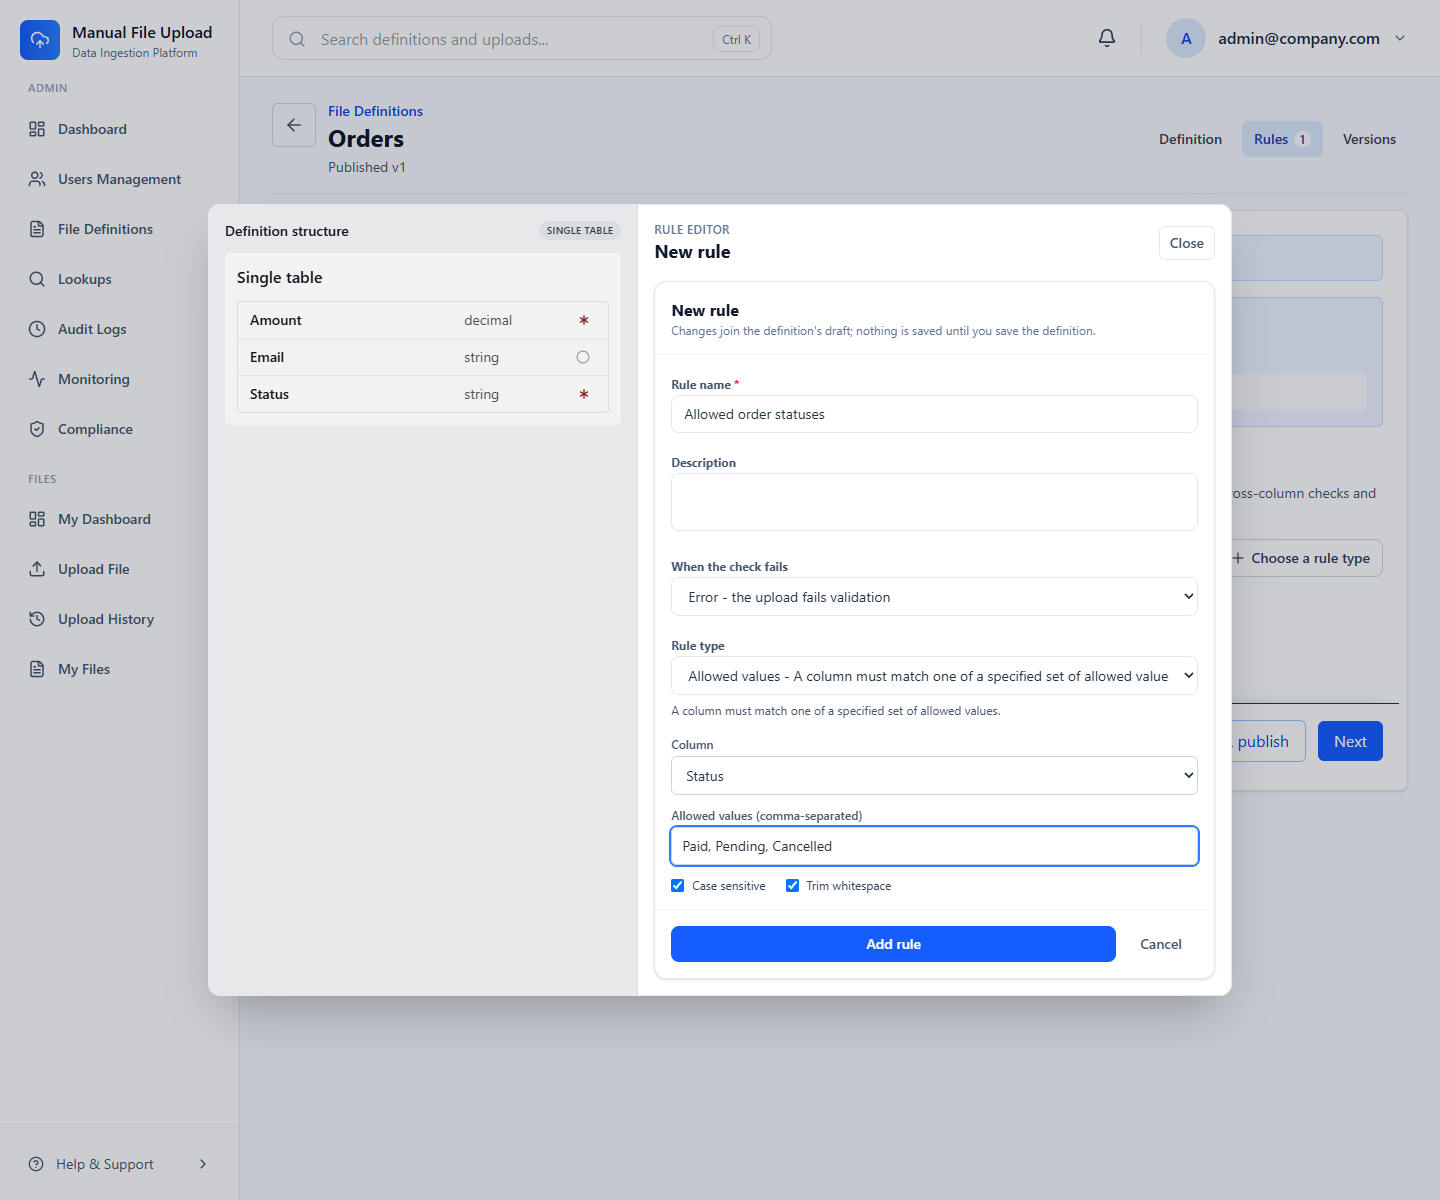 Manual File Upload
Data Ingestion Platform
Search definitions and uploads...
Ctrl K
A
admin@company.com
ADMIN
Dashboard
Users Management
File Definitions
Lookups
Audit Logs
Monitoring
Compliance
FILES
My Dashboard
Upload File
Upload History
My Files
Help & Support
File Definitions
Orders
Published v1
Definition
Rules 1
Versions
Definition structure
SINGLE TABLE
Single table
Amount decimal *
Email string
Status string *
RULE EDITOR
New rule
Close
New rule
Changes join the definition's draft; nothing is saved until you save the definition.
Rule name *
Allowed order statuses
Description
When the check fails
Error - the upload fails validation
Rule type
Allowed values - A column must match one of a specified set of allowed value
A column must match one of a specified set of allowed values.
Column
Status
Allowed values (comma-separated)
Paid, Pending, Cancelled
Case sensitive
Trim whitespace
Add rule
Cancel
oss-column checks and
+ Choose a rule type
publish
Next